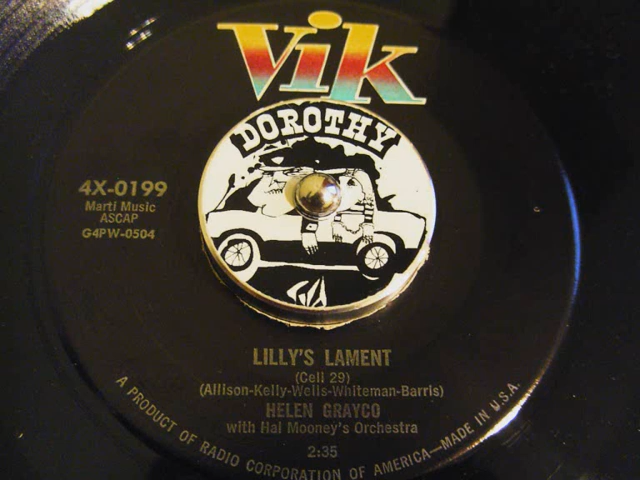 Vik
DOROTHY
4X-0199
Marti Music
ASCAP
G4PW-0504
LILLY'S LAMENT
(Cell 29)
(Allison-Kelly-Wells-Whiteman-Barris)
HELEN GRAYCO
with Hal Mooney's Orchestra
2:35
A PRODUCT OF RADIO CORPORATION OF AMERICA—MADE IN U.S.A.